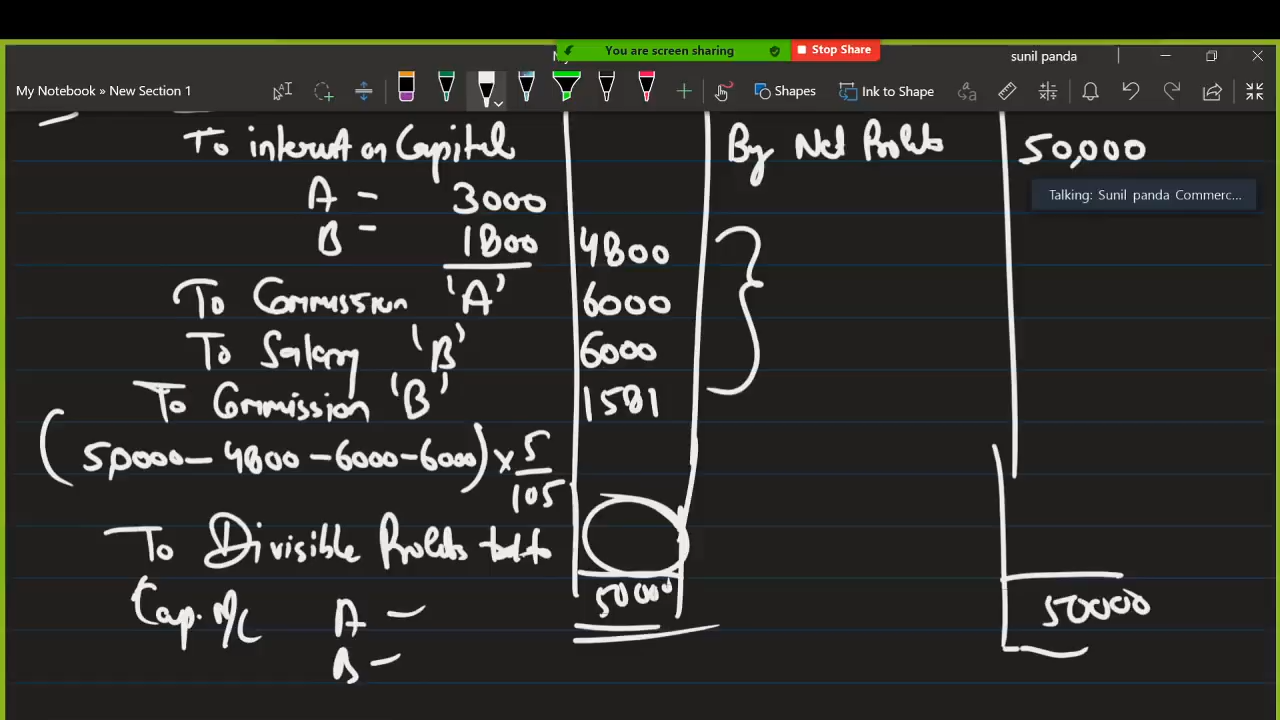 You are screen sharing Stop Share
sunil panda
My Notebook » New Section 1
Shapes Ink to Shape
To interest on Capital By Net Profits 50,000
Talking: Sunil panda Commerc...
A - 3000
B - 1800 4800
To Commission 'A' 6000
To Salary 'B' 6000
To Commission 'B' 1581
(50000 - 4800 - 6000 - 6000) × 5/105
To Divisible Profits
Cap. A/C A - 50000 50000
B -